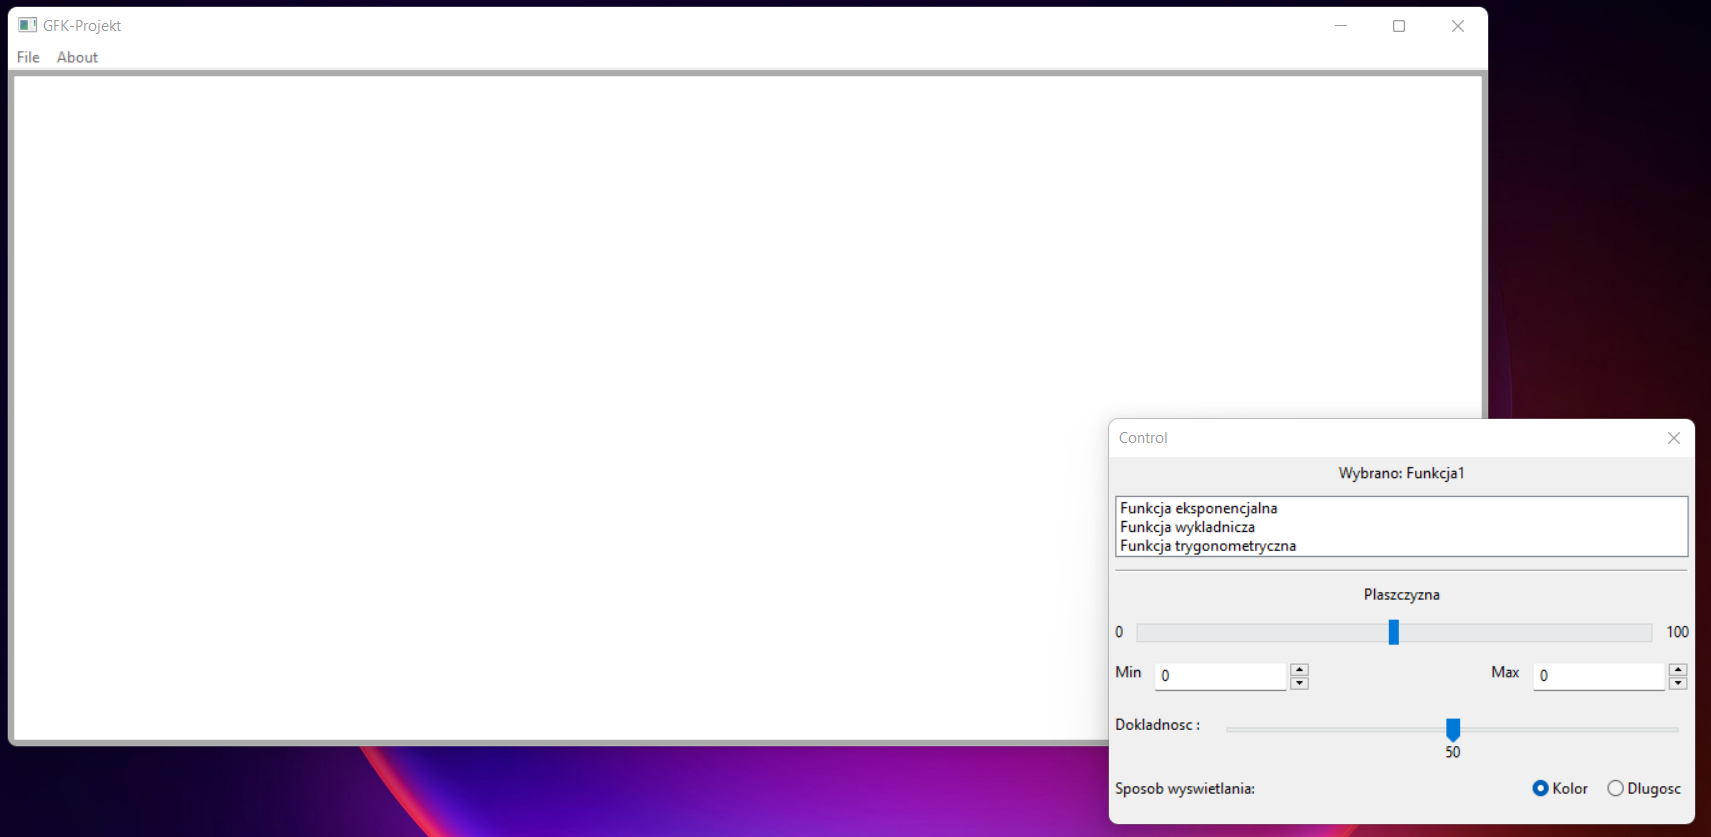 GFK-Projekt
File About
Control
Wybrano: Funkcja1
Funkcja eksponencjalna
Funkcja wykladnicza
Funkcja trygonometryczna
Plaszczyzna
0 100
Min 0 Max 0
Dokladnosc :
50
Sposob wyswietlania: Kolor Dlugosc